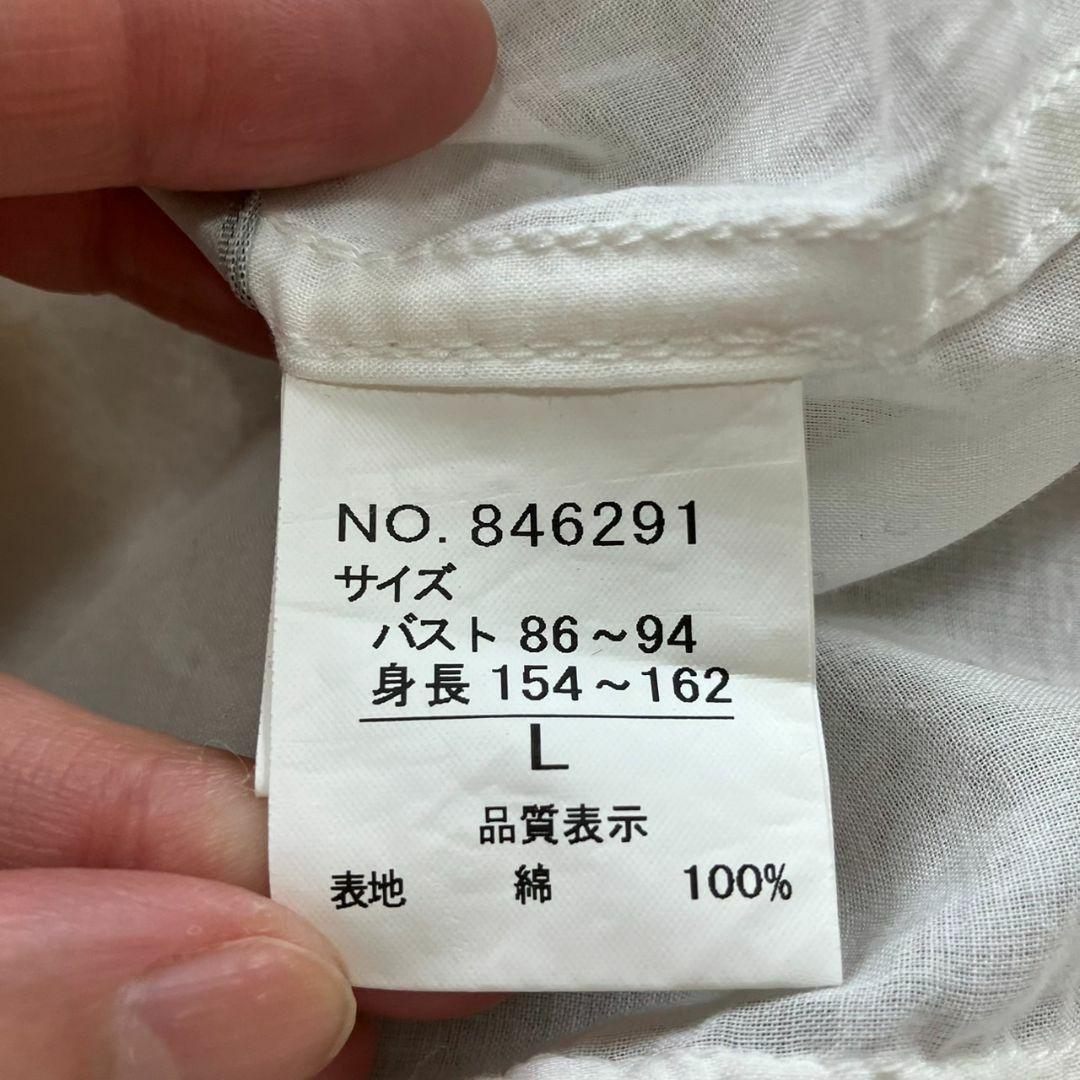 NO. 846291
サイズ
バスト 86～94
身長 154～162
L
品質表示
表地 綿 100%